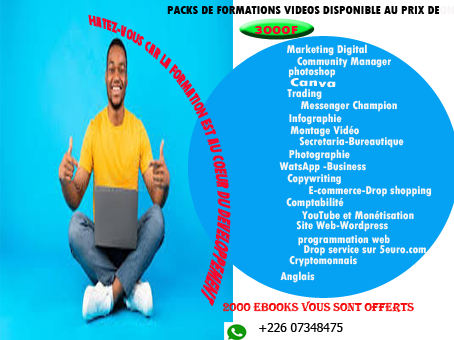 PACKS DE FORMATIONS VIDEOS DISPONIBLE AU PRIX DE
3000F
HATEZ-VOUS CAR LA FORMATION EST AU COEUR DU DEVELOPPEMENT
Marketing Digital
Community Manager
photoshop
Canva
Trading
Messenger Champion
Infographie
Montage Vidéo
Secretaria-Bureautique
Photographie
WatsApp -Business
Copywriting
E-commerce-Drop shopping
Comptabilité
YouTube et Monétisation
Site Web-Wordpress
programmation web
Drop service sur 5euro.com
Cryptomonnais
Anglais
2000 EBOOKS VOUS SONT OFFERTS
+226 07348475